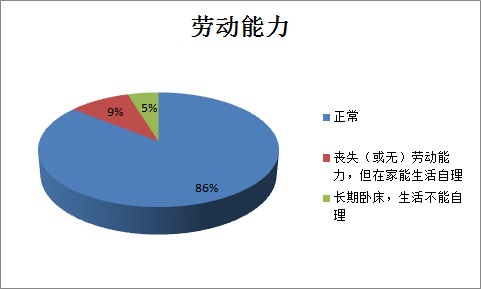 劳动能力
9%
5%
86%
正常
丧失（或无）劳动能
力，但在家能生活自理
长期卧床，生活不能自
理